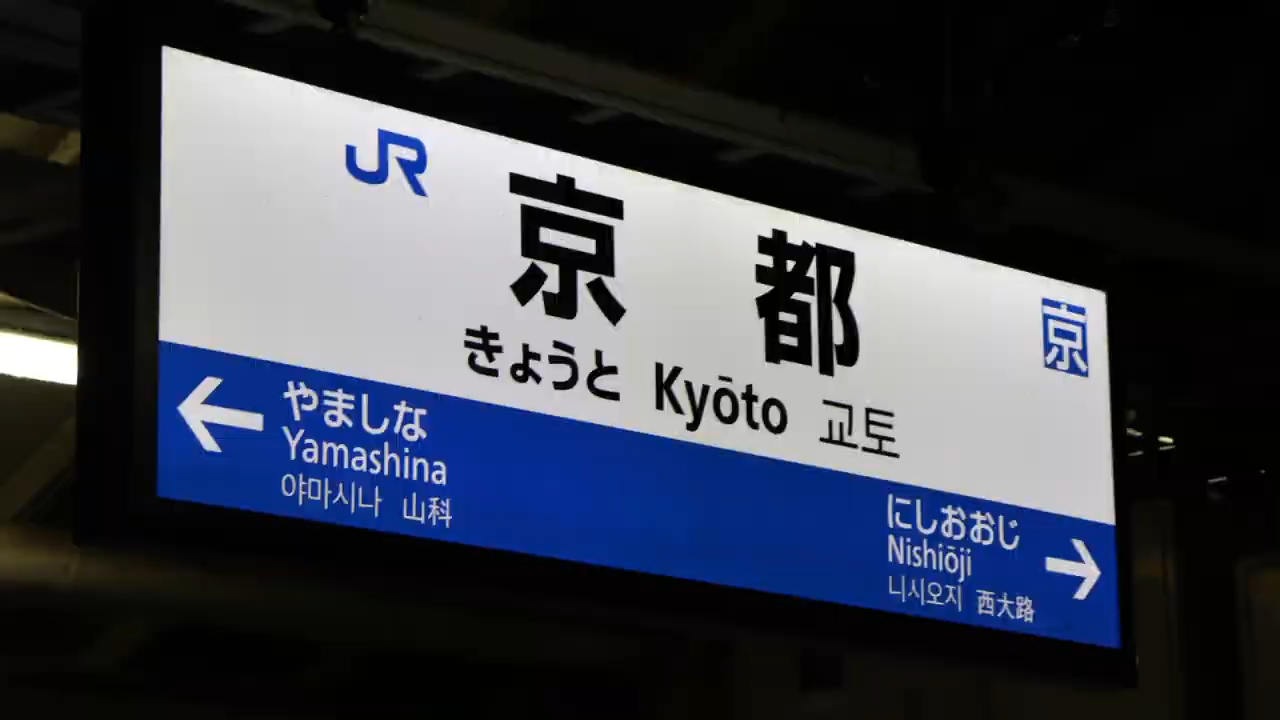 JR
京都
京
きょうと Kyōto 교토
やましな
Yamashina
야마시나 山科
にしおおじ
Nishiōji
니시오지 西大路